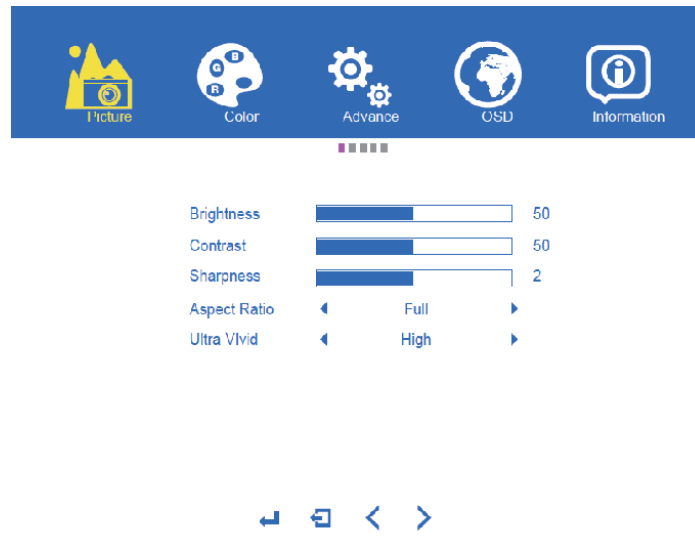 G B R
Picture Color Advance OSD Information
Brightness 50
Contrast 50
Sharpness 2
Aspect Ratio Full
Ultra VIvid High